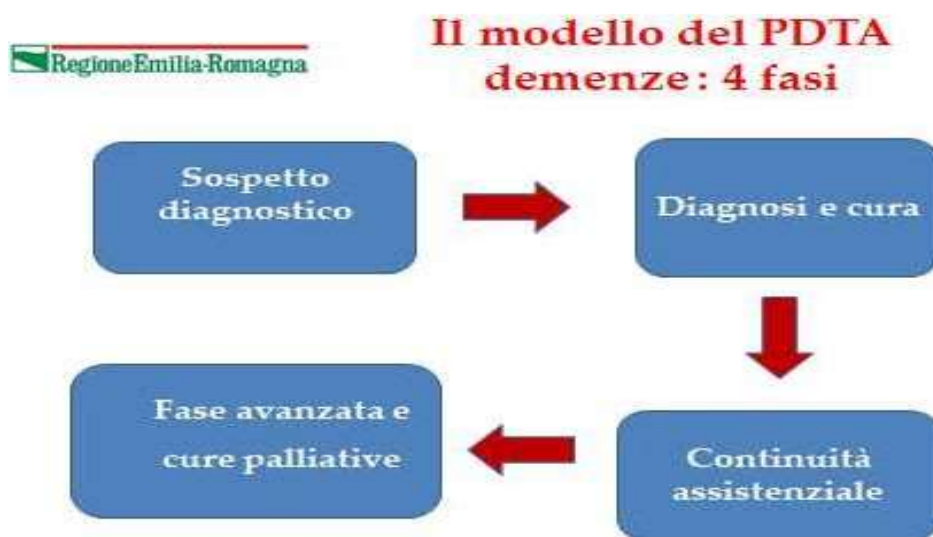 RegioneEmilia-Romagna
Il modello del PDTA
demenze : 4 fasi
Sospetto
diagnostico
Diagnosi e cura
Continuità
assistenziale
Fase avanzata e
cure palliative